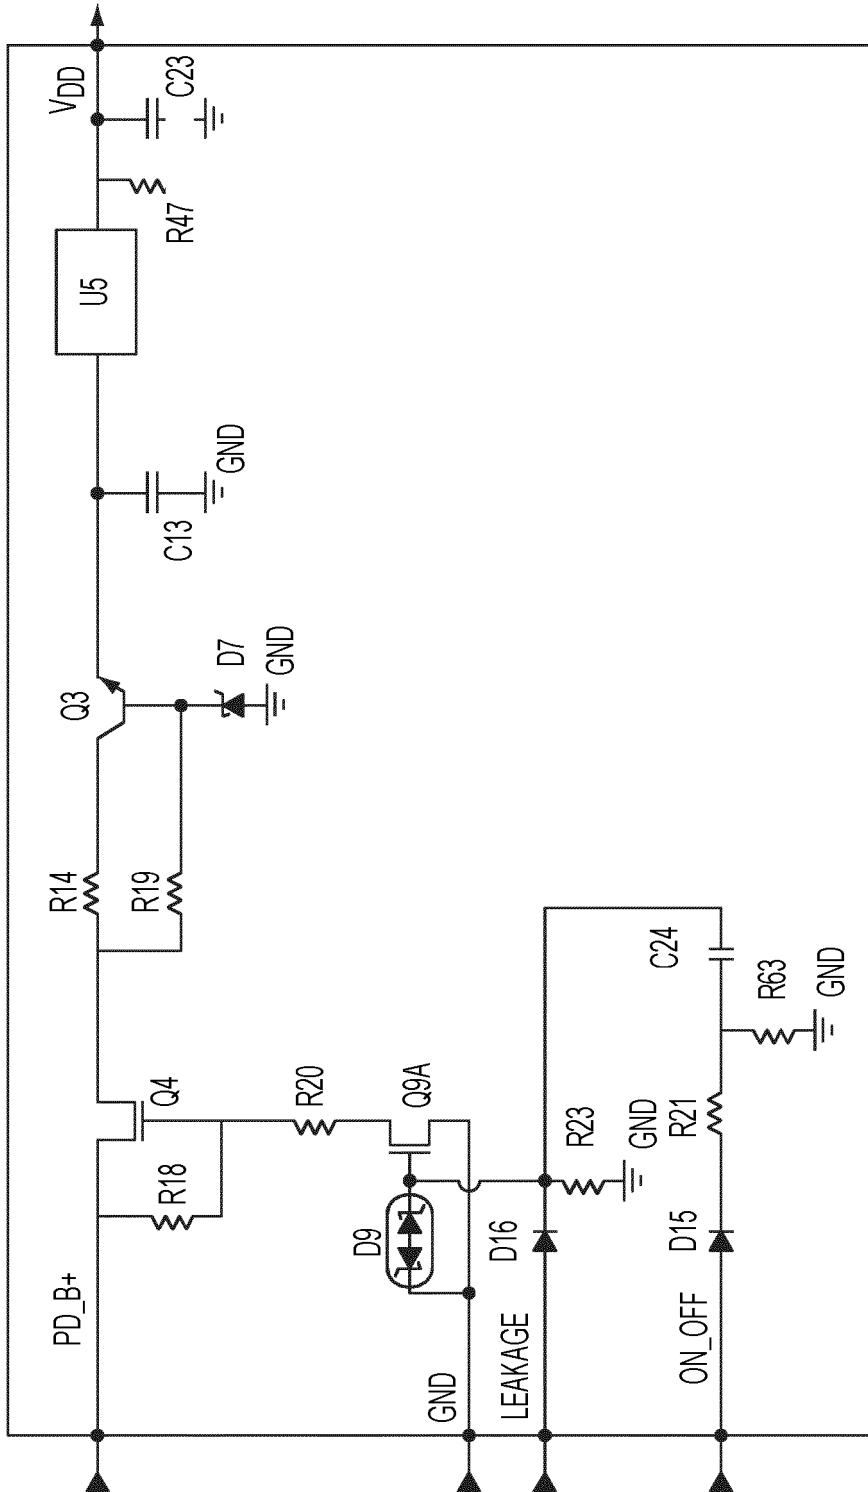 PD_B+
R18
Q4
R14
R19
Q3
D7
GND
C13
GND
U5
R47
VDD
C23
R20
Q9A
D9
GND
LEAKAGE
D16
R23
GND
C24
ON_OFF
D15
R21
R63
GND